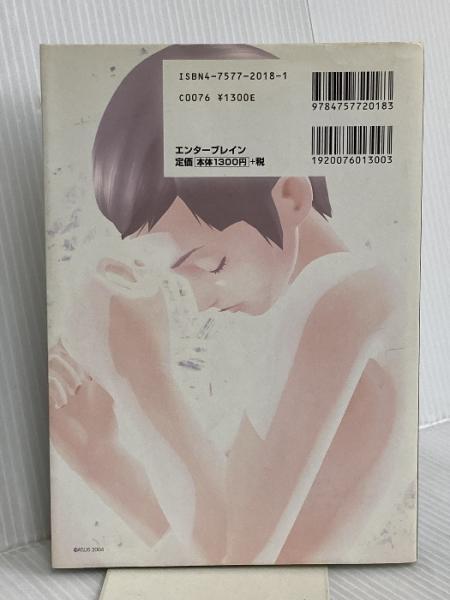 ISBN4-7577-2018-1
C0076 ¥1300E
エンターブレイン
定価 本体1300円 +税
9784757720183
1920076013003
©ATLUS 2004